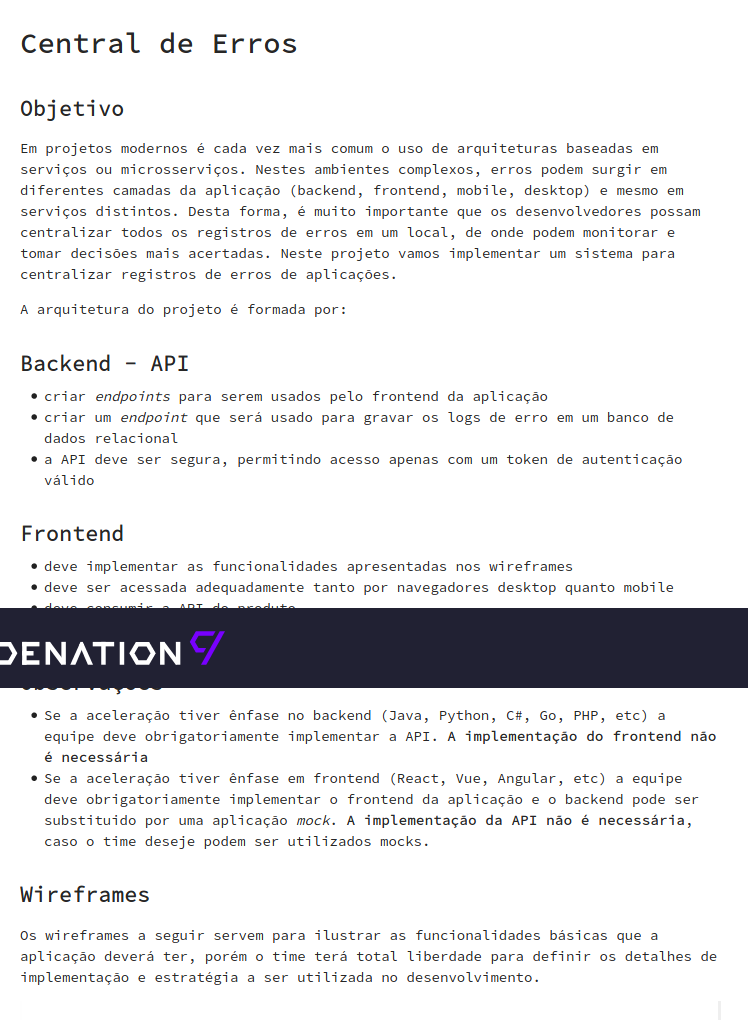 Central de Erros
Objetivo
Em projetos modernos é cada vez mais comum o uso de arquiteturas baseadas em
serviços ou microsserviços. Nestes ambientes complexos, erros podem surgir em
diferentes camadas da aplicação (backend, frontend, mobile, desktop) e mesmo em
serviços distintos. Desta forma, é muito importante que os desenvolvedores possam
centralizar todos os registros de erros em um local, de onde podem monitorar e
tomar decisões mais acertadas. Neste projeto vamos implementar um sistema para
centralizar registros de erros de aplicações.
A arquitetura do projeto é formada por:
Backend - API
• criar endpoints para serem usados pelo frontend da aplicação
• criar um endpoint que será usado para gravar os logs de erro em um banco de
dados relacional
• a API deve ser segura, permitindo acesso apenas com um token de autenticação
válido
Frontend
• deve implementar as funcionalidades apresentadas nos wireframes
• deve ser acessada adequadamente tanto por navegadores desktop quanto mobile
• deve consumir a API do produto
DENATION
Observações
• Se a aceleração tiver ênfase no backend (Java, Python, C#, Go, PHP, etc) a
equipe deve obrigatoriamente implementar a API. A implementação do frontend não
é necessária
• Se a aceleração tiver ênfase em frontend (React, Vue, Angular, etc) a equipe
deve obrigatoriamente implementar o frontend da aplicação e o backend pode ser
substituido por uma aplicação mock. A implementação da API não é necessária,
caso o time deseje podem ser utilizados mocks.
Wireframes
Os wireframes a seguir servem para ilustrar as funcionalidades básicas que a
aplicação deverá ter, porém o time terá total liberdade para definir os detalhes de
implementação e estratégia a ser utilizada no desenvolvimento.